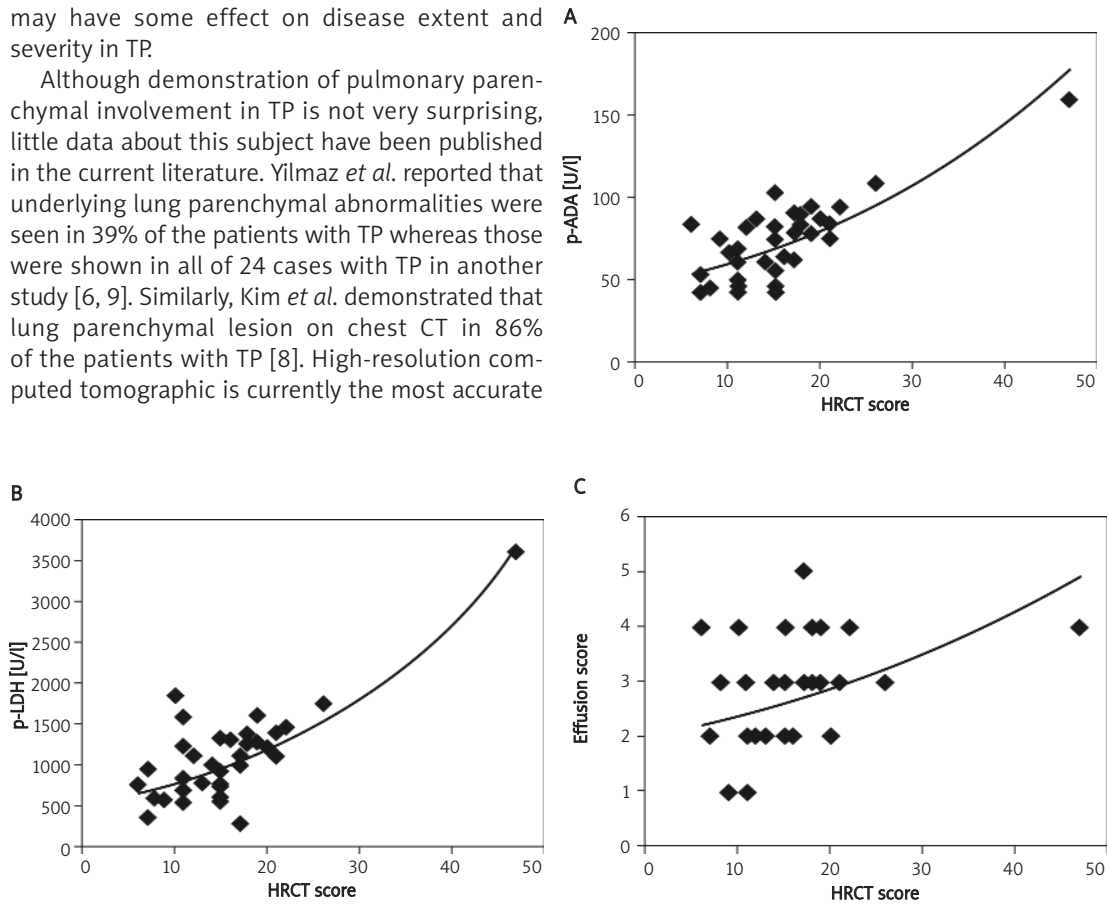 may have some effect on disease extent and
severity in TP.
Although demonstration of pulmonary paren-
chymal involvement in TP is not very surprising,
little data about this subject have been published
in the current literature. Yilmaz et al. reported that
underlying lung parenchymal abnormalities were
seen in 39% of the patients with TP whereas those
were shown in all of 24 cases with TP in another
study [6, 9]. Similarly, Kim et al. demonstrated that
lung parenchymal lesion on chest CT in 86%
of the patients with TP [8]. High-resolution com-
puted tomographic is currently the most accurate
A
p-ADA [U/l]
200
150
100
50
0
0 10 20 30 40 50
HRCT score
B
p-LDH [U/l]
4000
3500
3000
2500
2000
1500
1000
500
0
0 10 20 30 40 50
HRCT score
C
Effusion score
6
5
4
3
2
1
0
0 10 20 30 40 50
HRCT score